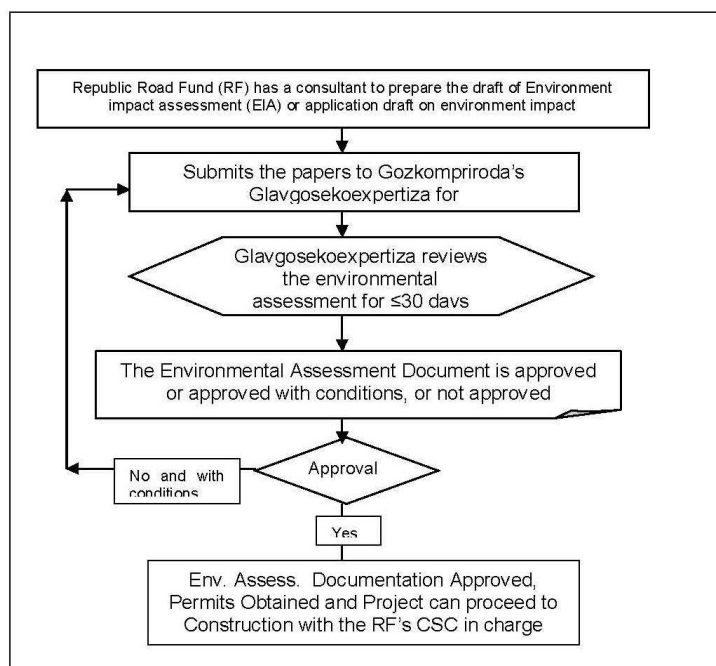 Republic Road Fund (RF) has a consultant to prepare the draft of Environment
impact assessment (EIA) or application draft on environment impact
Submits the papers to Gozkompriroda's
Glavgosekoexpertiza for
Glavgosekoexpertiza reviews
the environmental
assessment for ≤30 days
The Environmental Assessment Document is approved
or approved with conditions, or not approved
Approval
No and with
conditions
Yes
Env. Assess. Documentation Approved,
Permits Obtained and Project can proceed to
Construction with the RF's CSC in charge